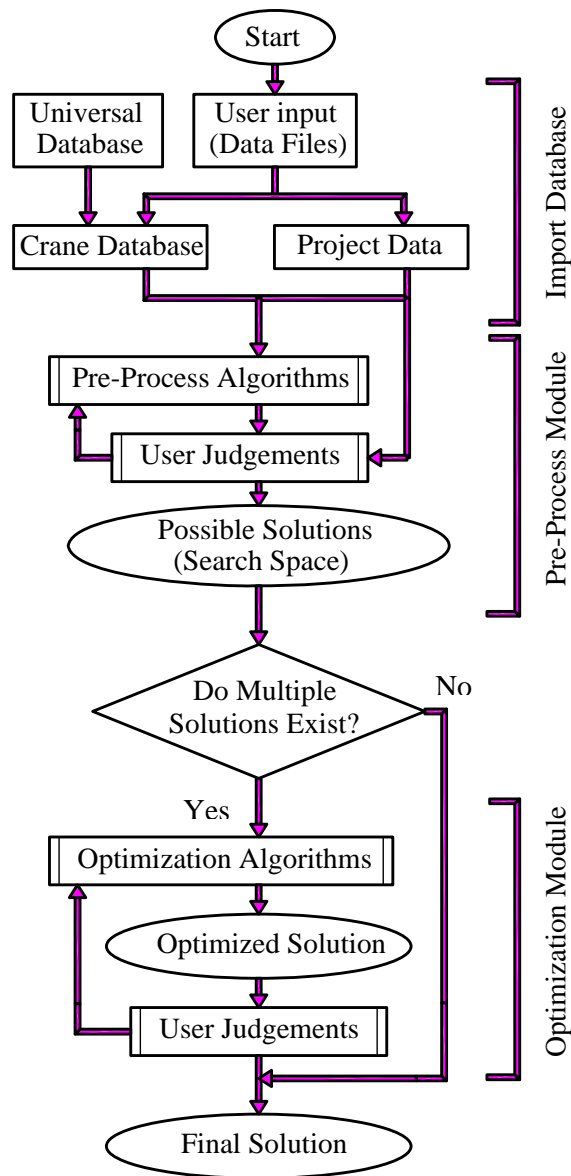 Start
Universal
Database
User input
(Data Files)
Crane Database
Project Data
Import Database
Pre-Process Algorithms
User Judgements
Possible Solutions
(Search Space)
Pre-Process Module
Do Multiple
Solutions Exist?
No
Yes
Optimization Algorithms
Optimized Solution
User Judgements
Optimization Module
Final Solution